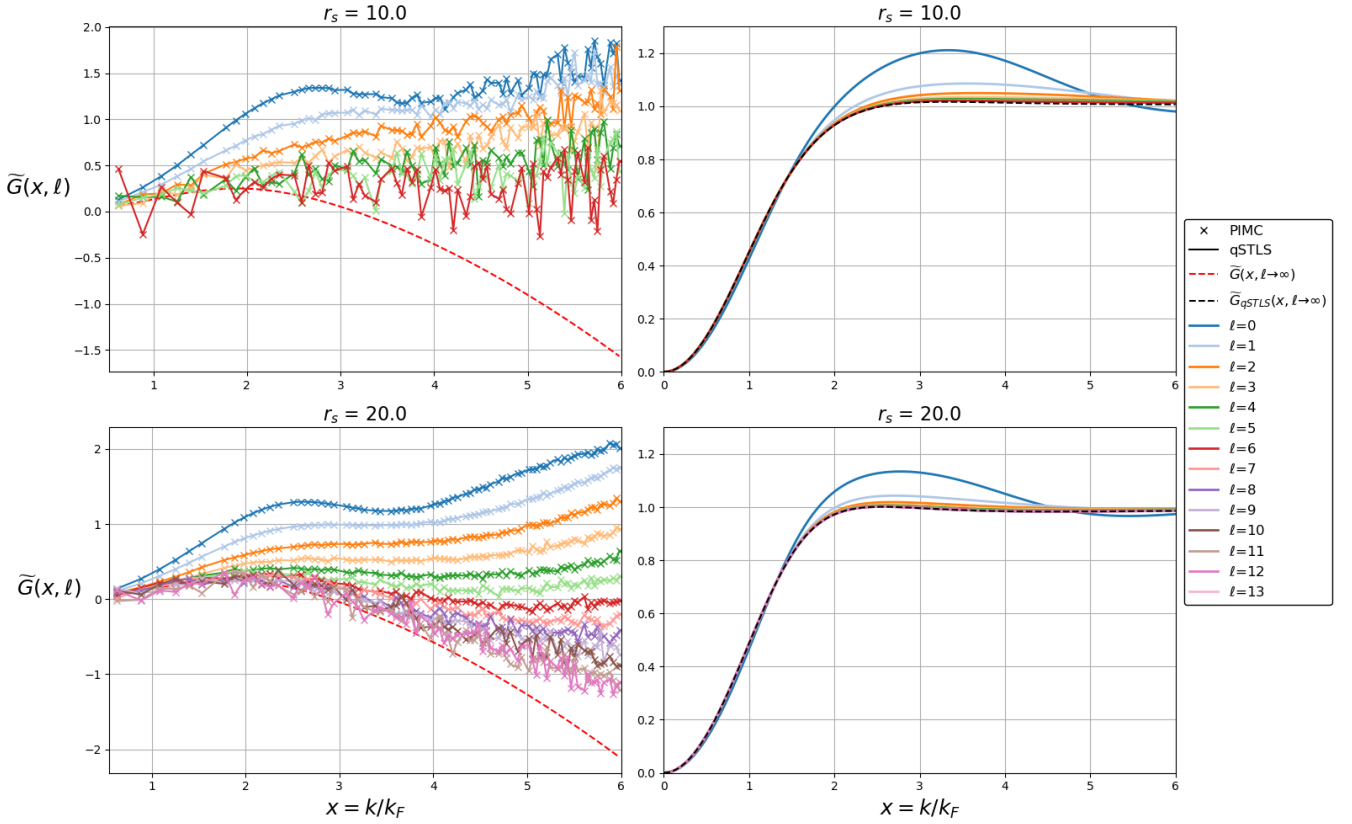 r_s = 10.0
2.0
1.5
1.0
0.5
0.0
−0.5
−1.0
−1.5
G̃(x, ℓ)
1 2 3 4 5 6
r_s = 10.0
1.2
1.0
0.8
0.6
0.4
0.2
0.0
0 1 2 3 4 5 6
r_s = 20.0
2
1
0
−1
−2
G̃(x, ℓ)
1 2 3 4 5 6
x = k/k_F
r_s = 20.0
1.2
1.0
0.8
0.6
0.4
0.2
0.0
0 1 2 3 4 5 6
x = k/k_F
PIMC
qSTLS
G̃(x, ℓ→∞)
G̃_qSTLS(x, ℓ→∞)
ℓ=0
ℓ=1
ℓ=2
ℓ=3
ℓ=4
ℓ=5
ℓ=6
ℓ=7
ℓ=8
ℓ=9
ℓ=10
ℓ=11
ℓ=12
ℓ=13